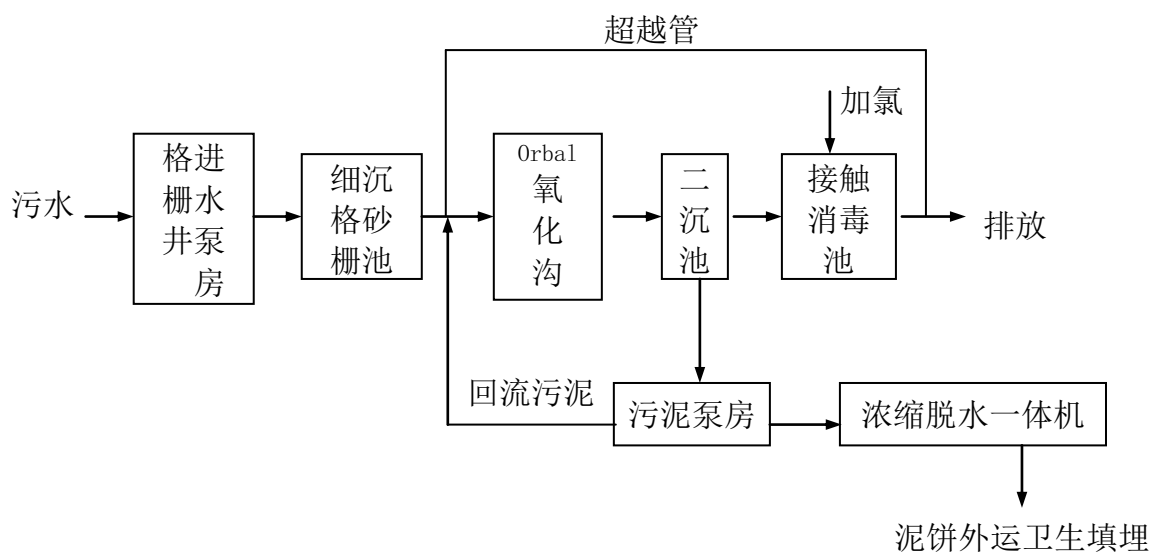 超越管
加氯
污水
格进
栅水
井泵
房
细沉
格砂
栅池
Orbal
氧
化
沟
二
沉
池
接触
消毒
池
排放
回流污泥
污泥泵房
浓缩脱水一体机
泥饼外运卫生填埋